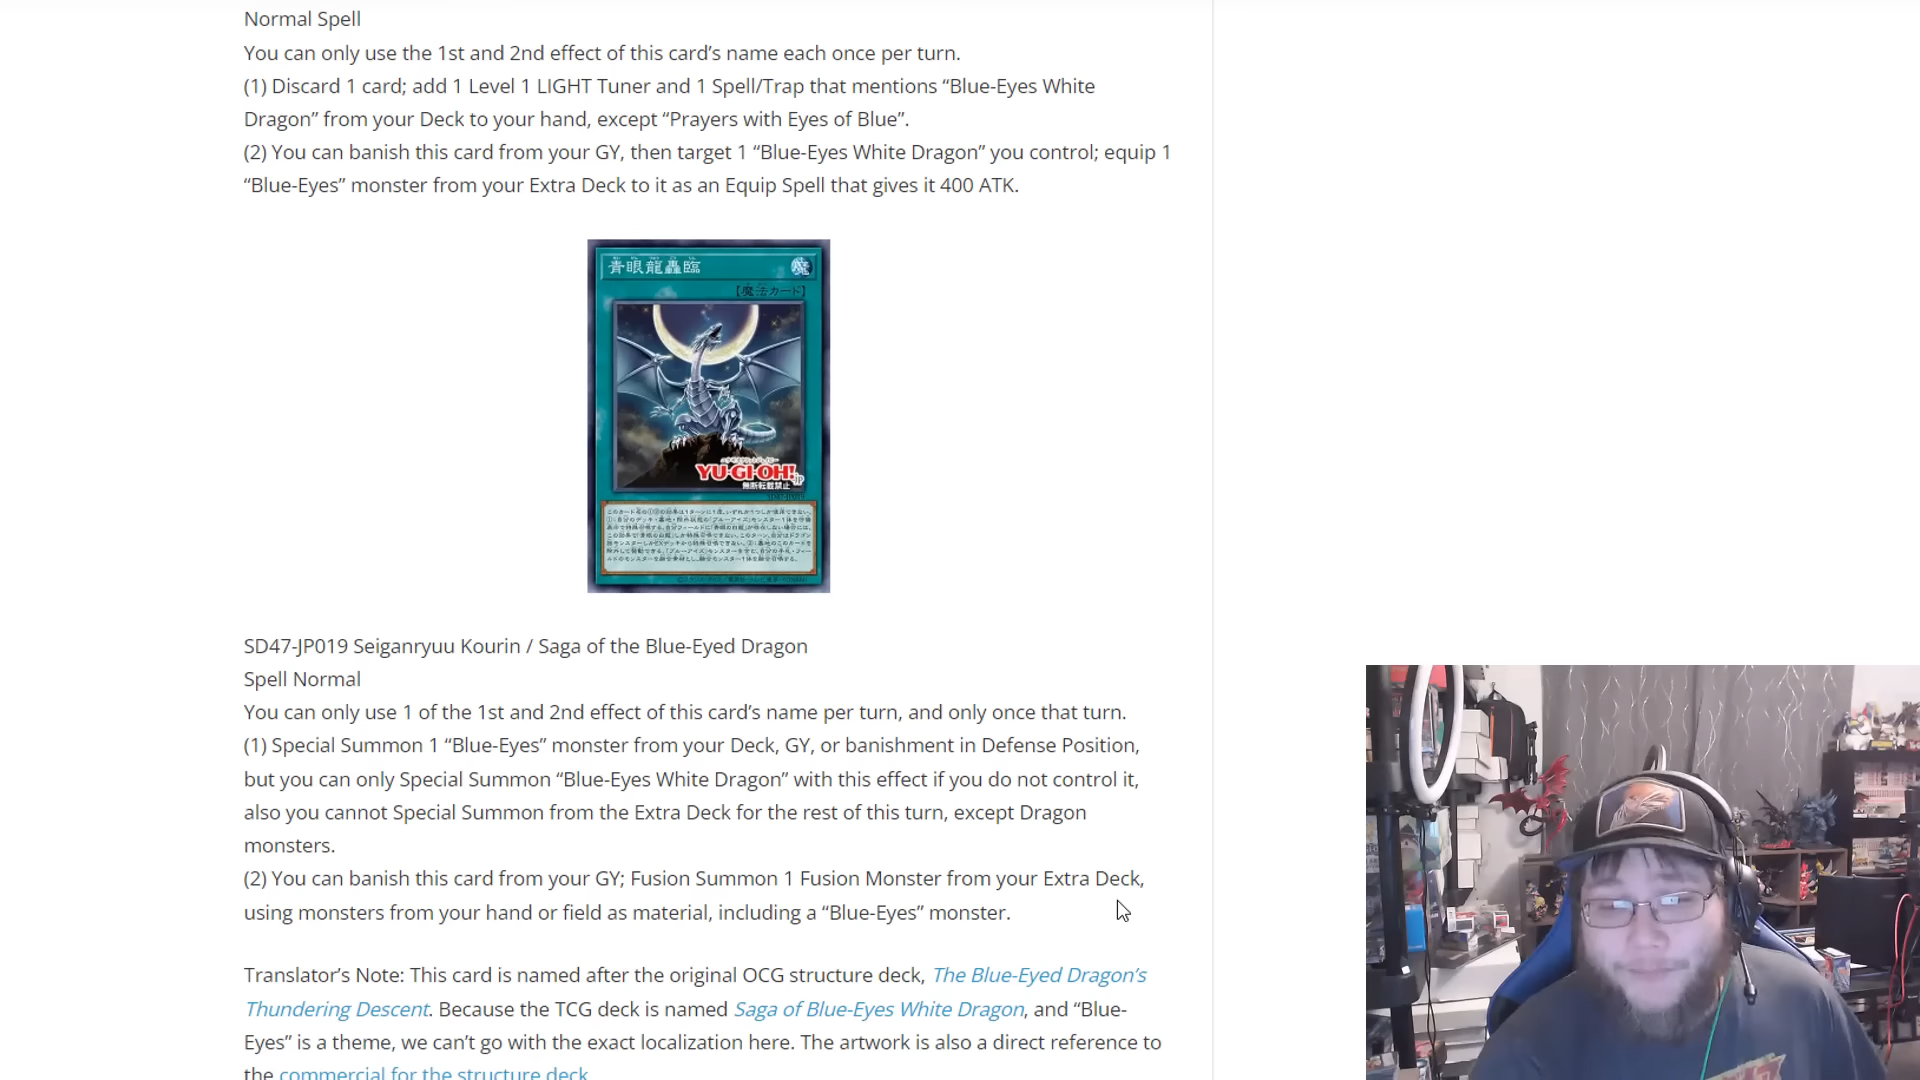 Normal Spell
You can only use the 1st and 2nd effect of this card’s name each once per turn.
(1) Discard 1 card; add 1 Level 1 LIGHT Tuner and 1 Spell/Trap that mentions “Blue-Eyes White
Dragon” from your Deck to your hand, except “Prayers with Eyes of Blue”.
(2) You can banish this card from your GY, then target 1 “Blue-Eyes White Dragon” you control; equip 1
“Blue-Eyes” monster from your Extra Deck to it as an Equip Spell that gives it 400 ATK.
青眼龍轟臨
魔
【魔法カード】
YU-GI-OH!.jp
無断転載禁止
SD47-JP019 Seiganryuu Kourin / Saga of the Blue-Eyed Dragon
Spell Normal
You can only use 1 of the 1st and 2nd effect of this card’s name per turn, and only once that turn.
(1) Special Summon 1 “Blue-Eyes” monster from your Deck, GY, or banishment in Defense Position,
but you can only Special Summon “Blue-Eyes White Dragon” with this effect if you do not control it,
also you cannot Special Summon from the Extra Deck for the rest of this turn, except Dragon
monsters.
(2) You can banish this card from your GY; Fusion Summon 1 Fusion Monster from your Extra Deck,
using monsters from your hand or field as material, including a “Blue-Eyes” monster.
Translator’s Note: This card is named after the original OCG structure deck, The Blue-Eyed Dragon’s
Thundering Descent. Because the TCG deck is named Saga of Blue-Eyes White Dragon, and “Blue-
Eyes” is a theme, we can’t go with the exact localization here. The artwork is also a direct reference to
the commercial for the structure deck